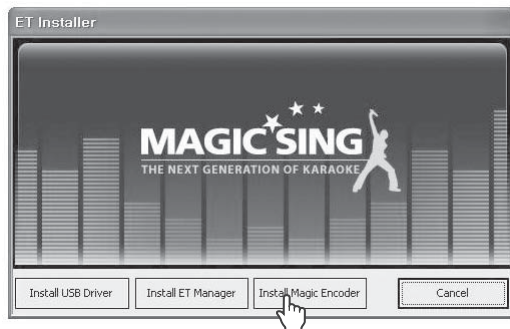 ET Installer
MAGIC SING
THE NEXT GENERATION OF KARAOKE
Install USB Driver Install ET Manager Install Magic Encoder Cancel